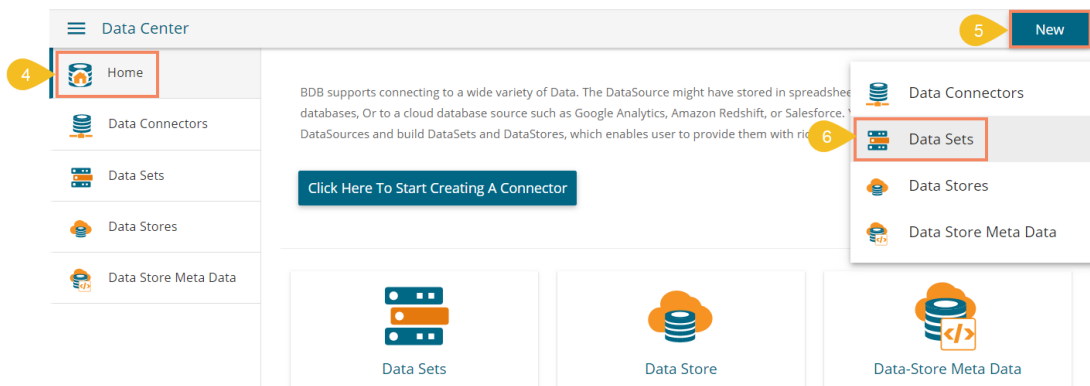 Data Center
5
New
4
Home
Data Connectors
Data Sets
Data Stores
Data Store Meta Data
BDB supports connecting to a wide variety of Data. The DataSource might have stored in
databases, Or to a cloud database source such as Google Analytics, Amazon Redshift, or Salesforce.
DataSources and build DataSets and DataStores, which enables user to provide them with
Click Here To Start Creating A Connector
Data Connectors
6
Data Sets
Data Stores
Data Store Meta Data
Data Sets
Data Store
Data-Store Meta Data